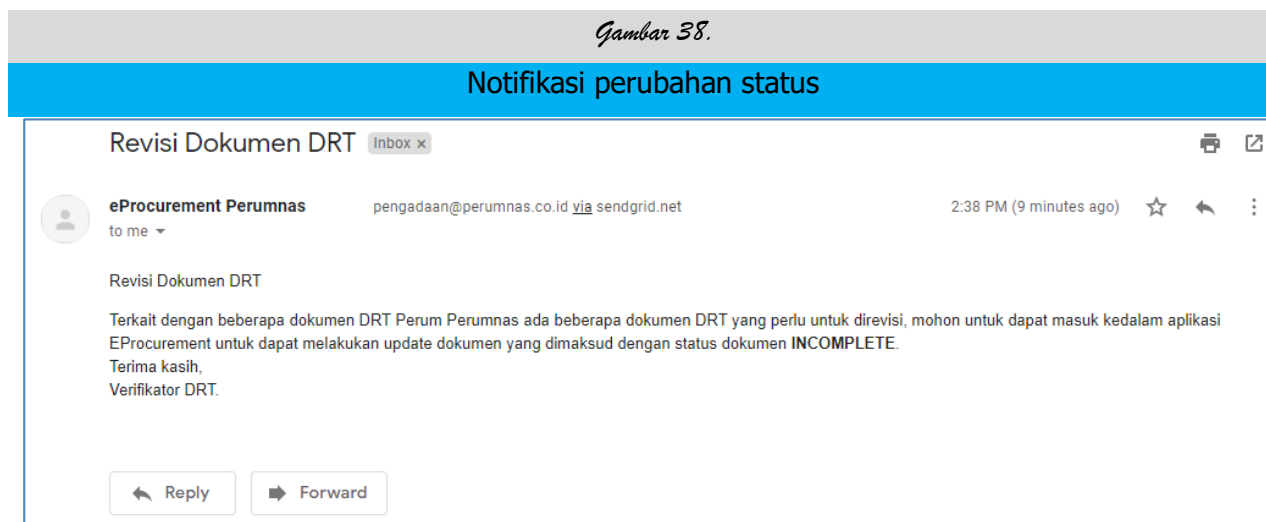 Gambar 38.
Notifikasi perubahan status
Revisi Dokumen DRT Inbox x
eProcurement Perumnas pengadaan@perumnas.co.id via sendgrid.net 2:38 PM (9 minutes ago)
to me
Revisi Dokumen DRT
Terkait dengan beberapa dokumen DRT Perum Perumnas ada beberapa dokumen DRT yang perlu untuk direvisi, mohon untuk dapat masuk kedalam aplikasi
EProcurement untuk dapat melakukan update dokumen yang dimaksud dengan status dokumen INCOMPLETE.
Terima kasih,
Verifikator DRT.
Reply Forward